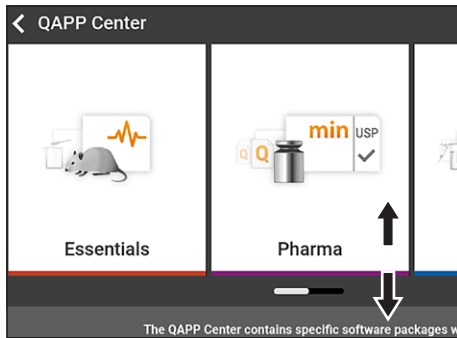 QAPP Center
min USP
Q Q
Essentials
Pharma
The QAPP Center contains specific software packages w